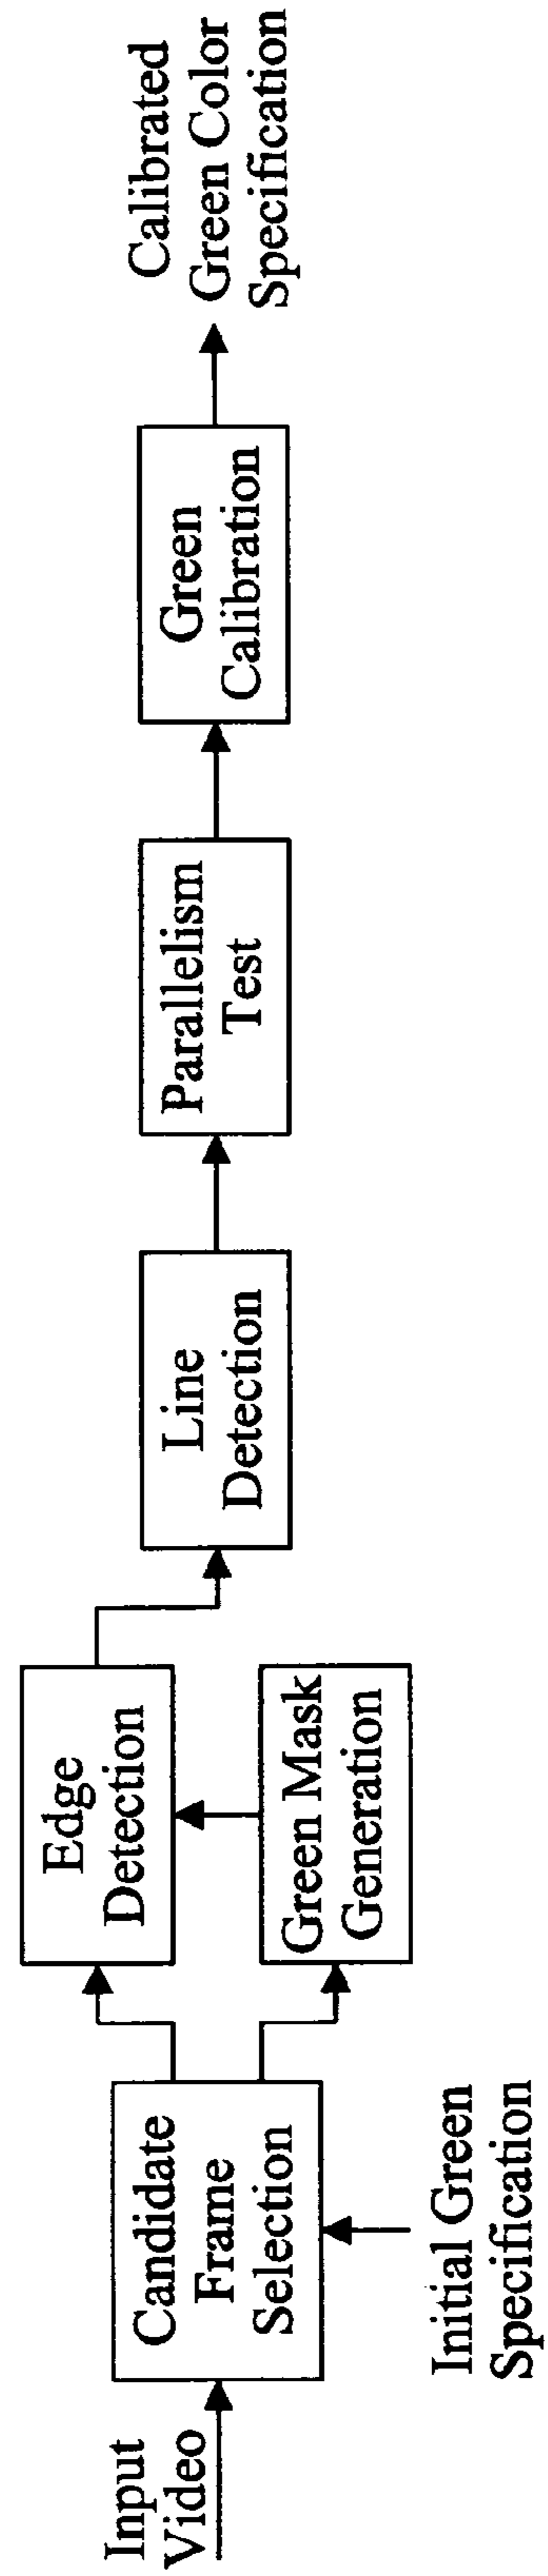 Input
Video
Initial Green
Specification
Candidate
Frame
Selection
Edge
Detection
Green Mask
Generation
Line
Detection
Parallelism
Test
Green
Calibration
Calibrated
Green Color
Specification